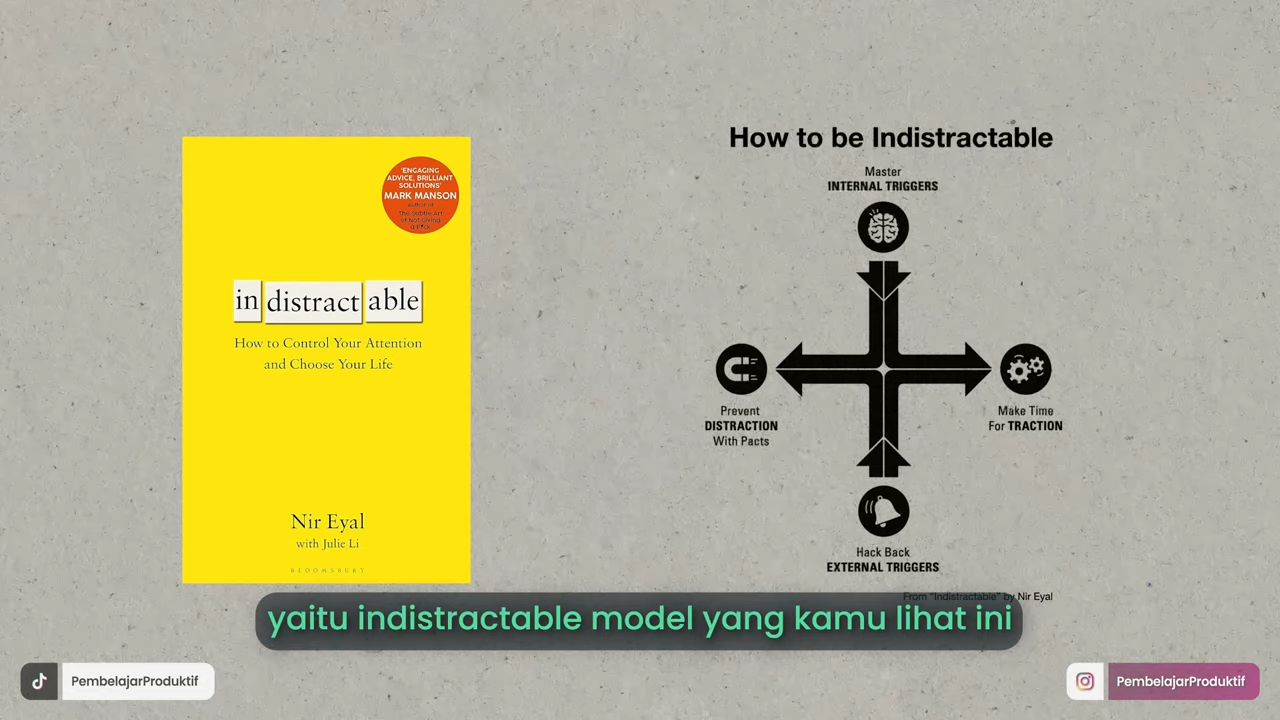 'ENGAGING
ADVICE, BRILLIANT
SOLUTIONS'
MARK MANSON
Author of
The Subtle Art
of Not Giving
a F*ck
in distract able
How to Control Your Attention
and Choose Your Life
Nir Eyal
with Julie Li
BLOOMSBURY
How to be Indistractable
Master
INTERNAL TRIGGERS
Prevent
DISTRACTION
With Pacts
Make Time
For TRACTION
Hack Back
EXTERNAL TRIGGERS
From "Indistractable" by Nir Eyal
yaitu indistractable model yang kamu lihat ini
PembelajarProduktif
PembelajarProduktif